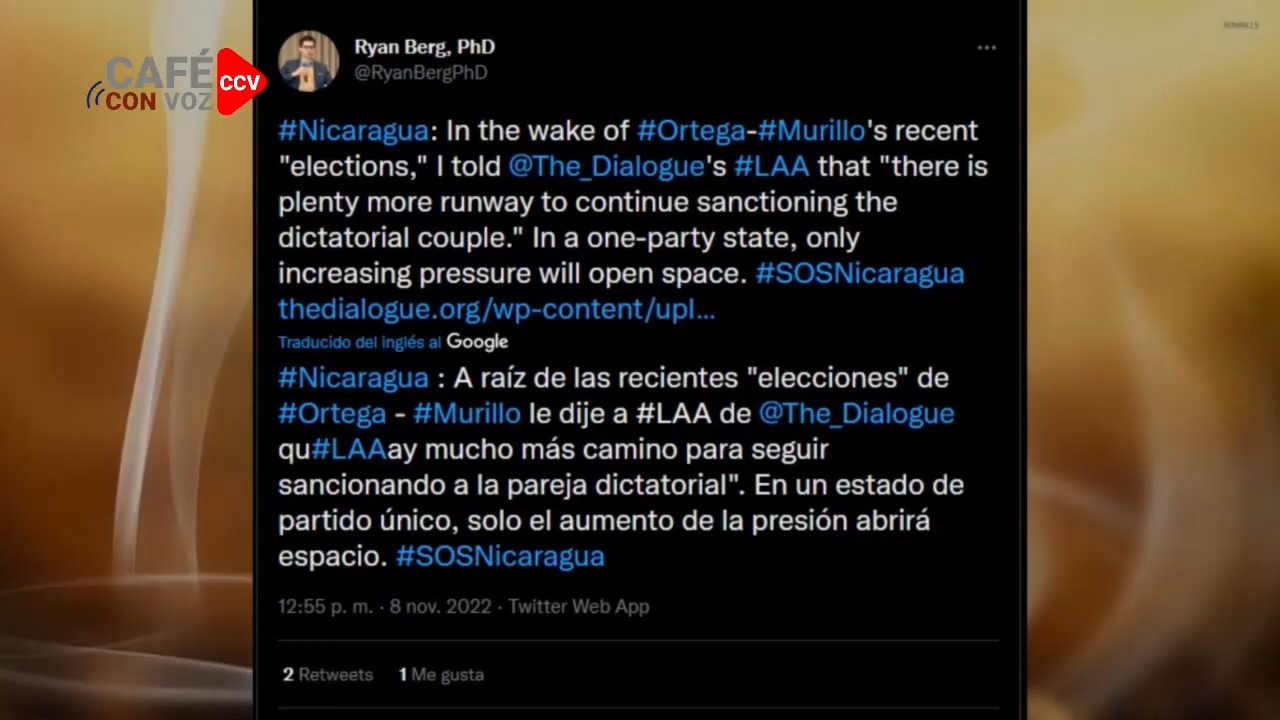 CAFÉ
CON VOZ
CCV
Ryan Berg, PhD
@RyanBergPhD
#Nicaragua: In the wake of #Ortega-#Murillo's recent
"elections," I told @The_Dialogue's #LAA that "there is
plenty more runway to continue sanctioning the
dictatorial couple." In a one-party state, only
increasing pressure will open space. #SOSNicaragua
thedialogue.org/wp-content/upl...
Traducido del inglés al Google
#Nicaragua : A raíz de las recientes "elecciones" de
#Ortega - #Murillo le dije a #LAA de @The_Dialogue
qu#LAAay mucho más camino para seguir
sancionando a la pareja dictatorial". En un estado de
partido único, solo el aumento de la presión abrirá
espacio. #SOSNicaragua
12:55 p. m. · 8 nov. 2022 · Twitter Web App
2 Retweets 1 Me gusta